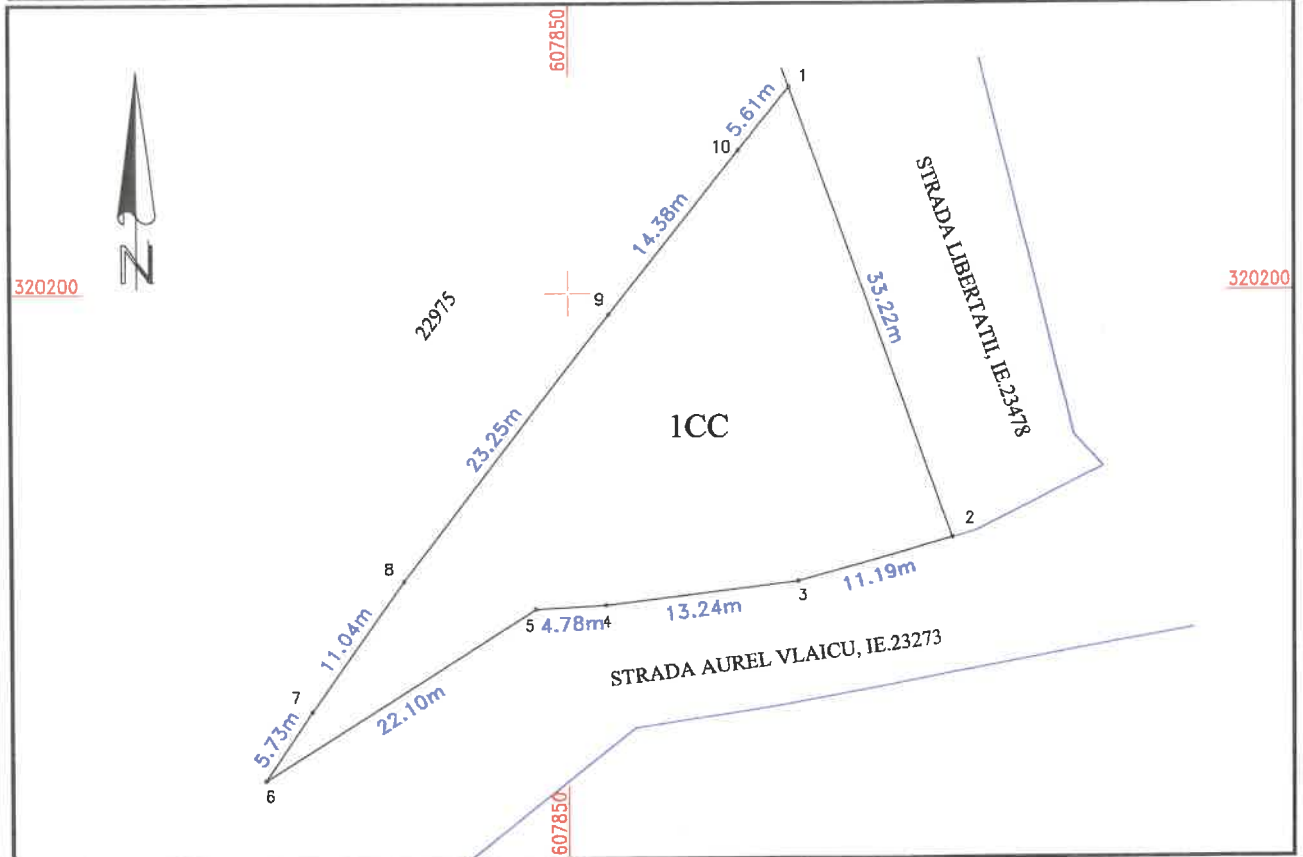 607850
1
5.61m
10
14.38m
STRADA LIBERTATII, IE.23478
N
320200
320200
9
22975
33.22m
1CC
23.25m
2
8
11.19m
3
13.24m
4
4.78m
5
11.04m
STRADA AUREL VLAICU, IE.23273
7
22.10m
5.73m
6
607850